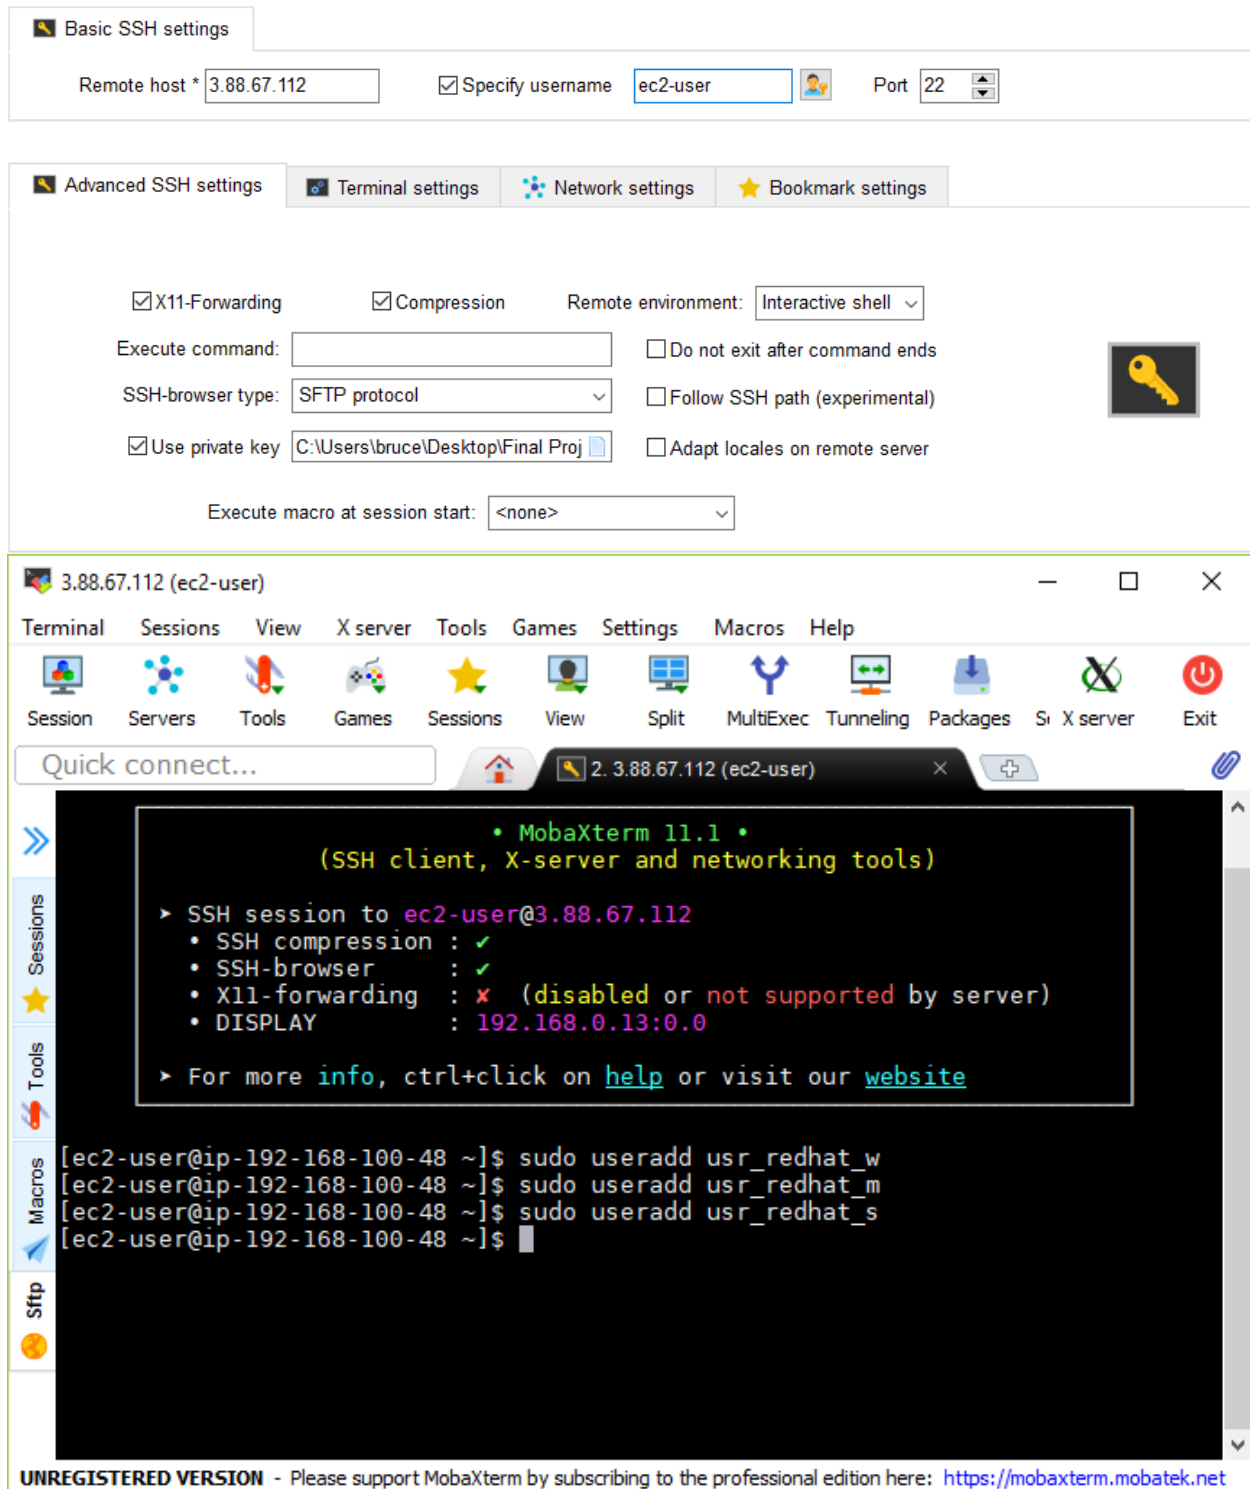 Basic SSH settings
Remote host * 3.88.67.112 Specify username ec2-user Port 22
Advanced SSH settings Terminal settings Network settings Bookmark settings
X11-Forwarding Compression Remote environment: Interactive shell
Execute command: Do not exit after command ends
SSH-browser type: SFTP protocol Follow SSH path (experimental)
Use private key C:\Users\bruce\Desktop\Final Proj Adapt locales on remote server
Execute macro at session start: <none>
3.88.67.112 (ec2-user)
Terminal Sessions View X server Tools Games Settings Macros Help
Session Servers Tools Games Sessions View Split MultiExec Tunneling Packages X server Exit
Quick connect... 2. 3.88.67.112 (ec2-user)
• MobaXterm 11.1 •
(SSH client, X-server and networking tools)
➤ SSH session to ec2-user@3.88.67.112
• SSH compression : ✔
• SSH-browser : ✔
• X11-forwarding : ✘ (disabled or not supported by server)
• DISPLAY : 192.168.0.13:0.0
➤ For more info, ctrl+click on help or visit our website
[ec2-user@ip-192-168-100-48 ~]$ sudo useradd usr_redhat_w
[ec2-user@ip-192-168-100-48 ~]$ sudo useradd usr_redhat_m
[ec2-user@ip-192-168-100-48 ~]$ sudo useradd usr_redhat_s
[ec2-user@ip-192-168-100-48 ~]$
Sessions
Tools
Macros
Sftp
UNREGISTERED VERSION - Please support MobaXterm by subscribing to the professional edition here: https://mobaxterm.mobatek.net